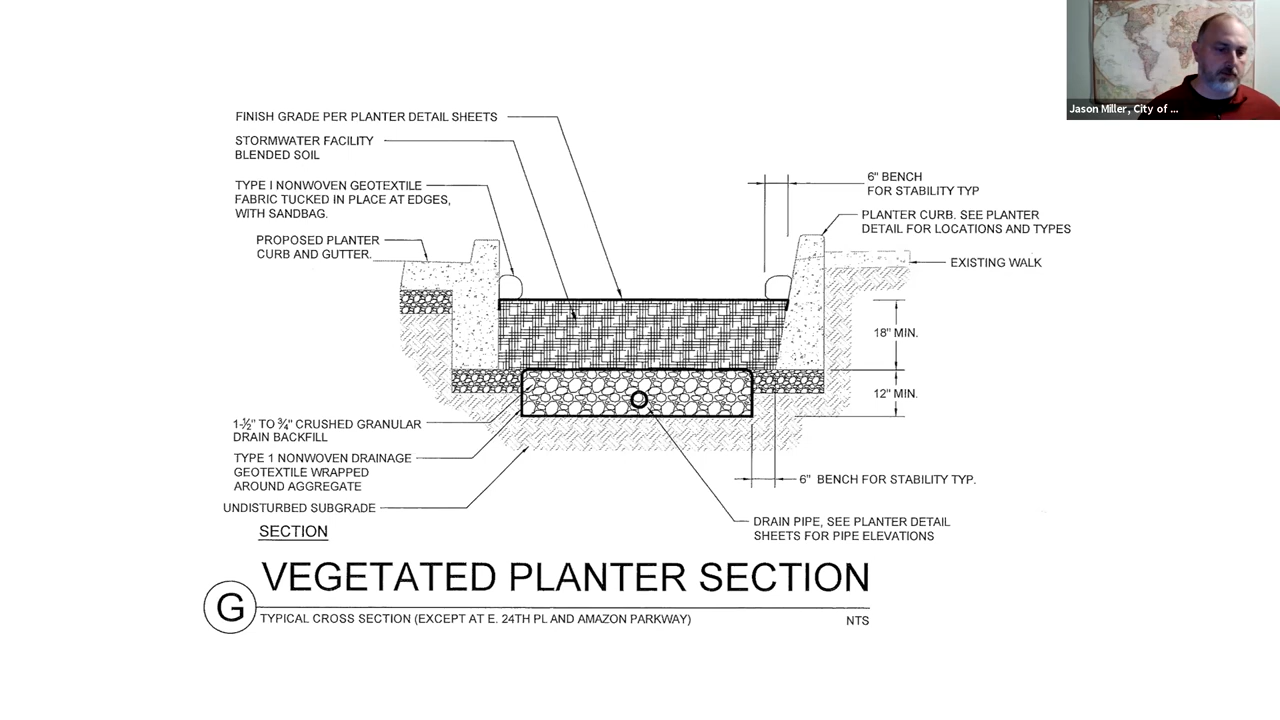 Jason Miller, City of ...
FINISH GRADE PER PLANTER DETAIL SHEETS
STORMWATER FACILITY
BLENDED SOIL
TYPE I NONWOVEN GEOTEXTILE
FABRIC TUCKED IN PLACE AT EDGES,
WITH SANDBAG.
PROPOSED PLANTER
CURB AND GUTTER.
6" BENCH
FOR STABILITY TYP
PLANTER CURB. SEE PLANTER
DETAIL FOR LOCATIONS AND TYPES
EXISTING WALK
18" MIN.
12" MIN.
1-½" TO ¾" CRUSHED GRANULAR
DRAIN BACKFILL
TYPE 1 NONWOVEN DRAINAGE
GEOTEXTILE WRAPPED
AROUND AGGREGATE
UNDISTURBED SUBGRADE
6" BENCH FOR STABILITY TYP.
DRAIN PIPE, SEE PLANTER DETAIL
SHEETS FOR PIPE ELEVATIONS
SECTION
VEGETATED PLANTER SECTION
G
TYPICAL CROSS SECTION (EXCEPT AT E. 24TH PL AND AMAZON PARKWAY)
NTS